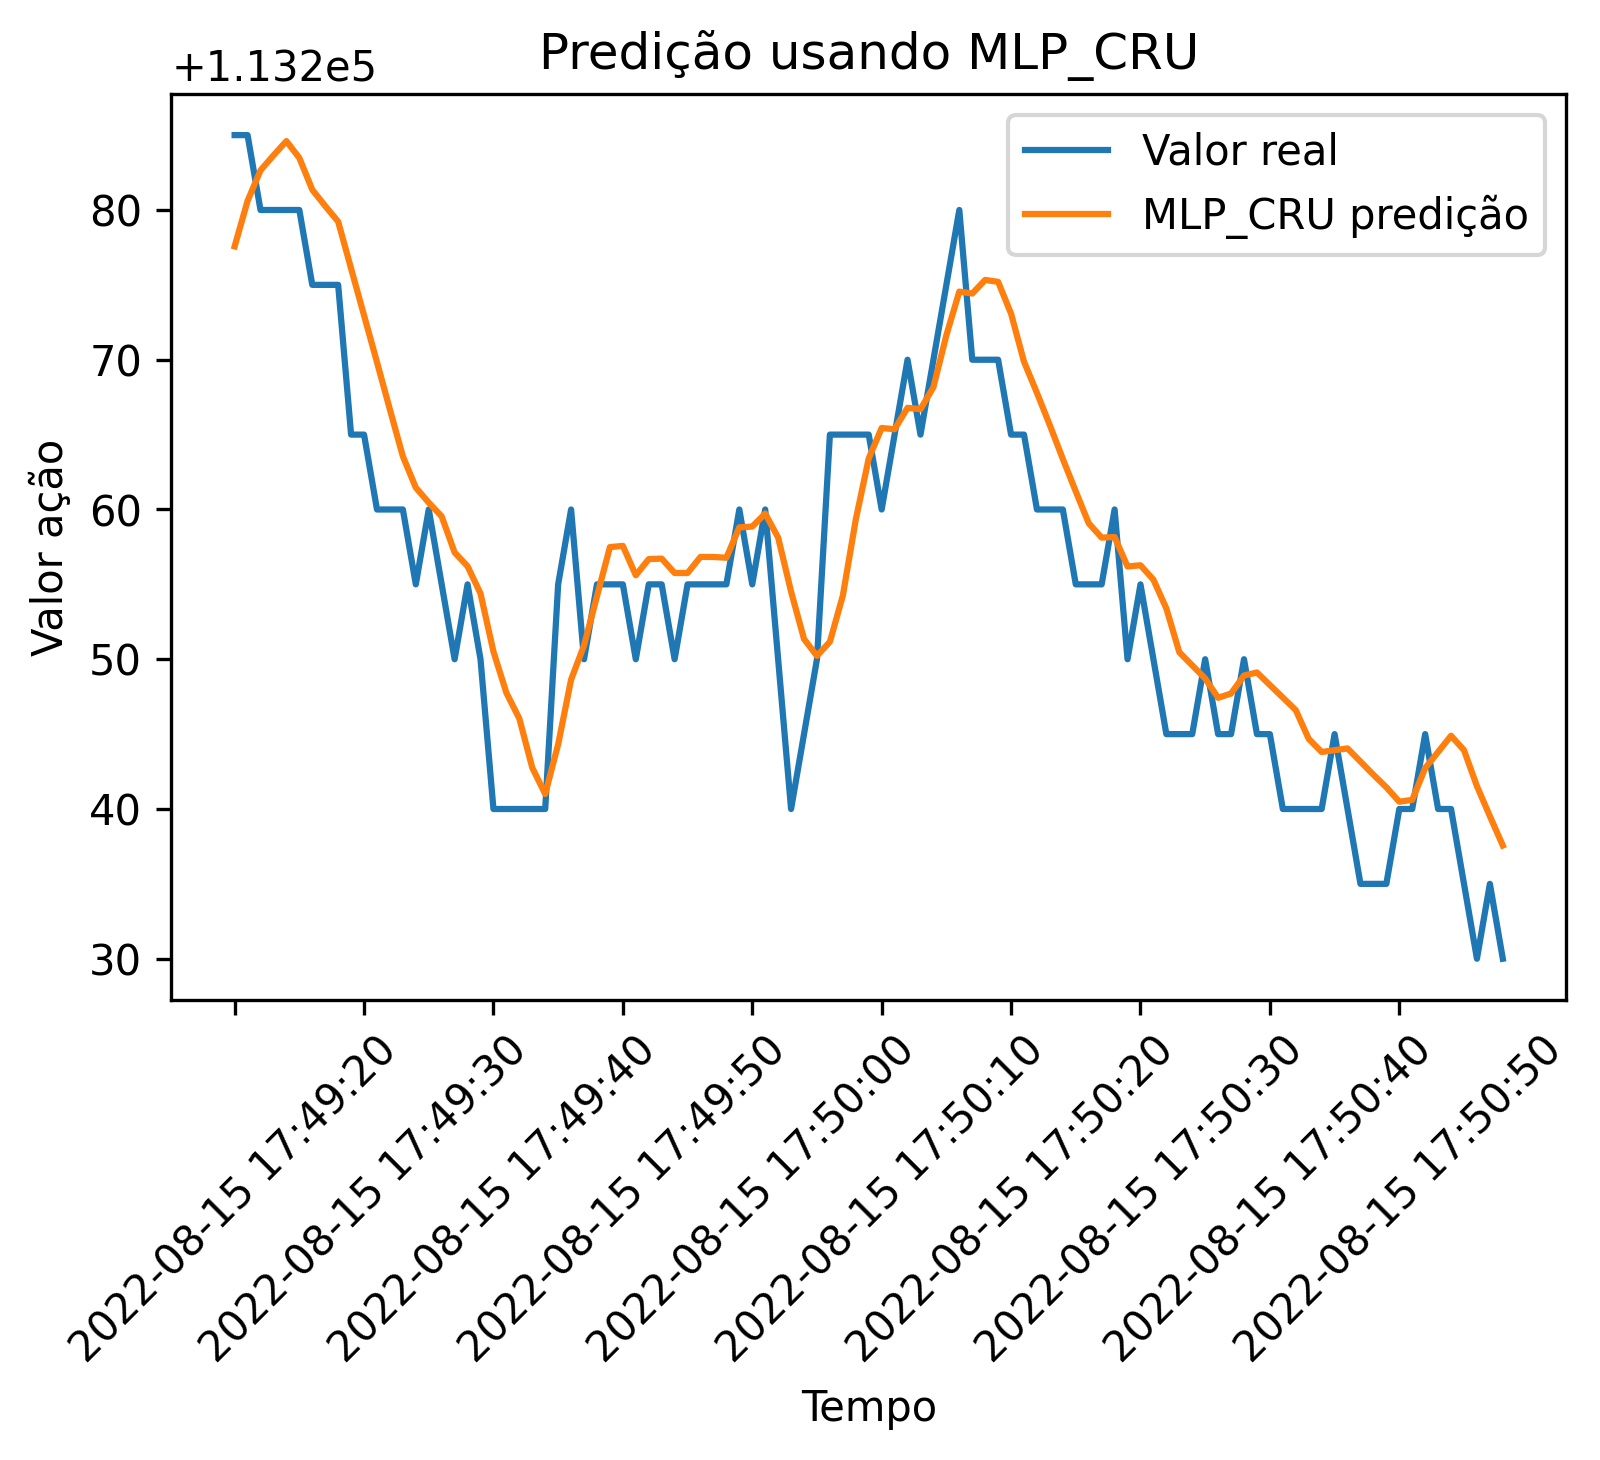 Predição usando MLP_CRU
+1.132e5
Valor real
MLP_CRU predição
80
70
60
50
40
30
Valor ação
2022-08-15 17:49:20
2022-08-15 17:49:30
2022-08-15 17:49:40
2022-08-15 17:49:50
2022-08-15 17:50:00
2022-08-15 17:50:10
2022-08-15 17:50:20
2022-08-15 17:50:30
2022-08-15 17:50:40
2022-08-15 17:50:50
Tempo